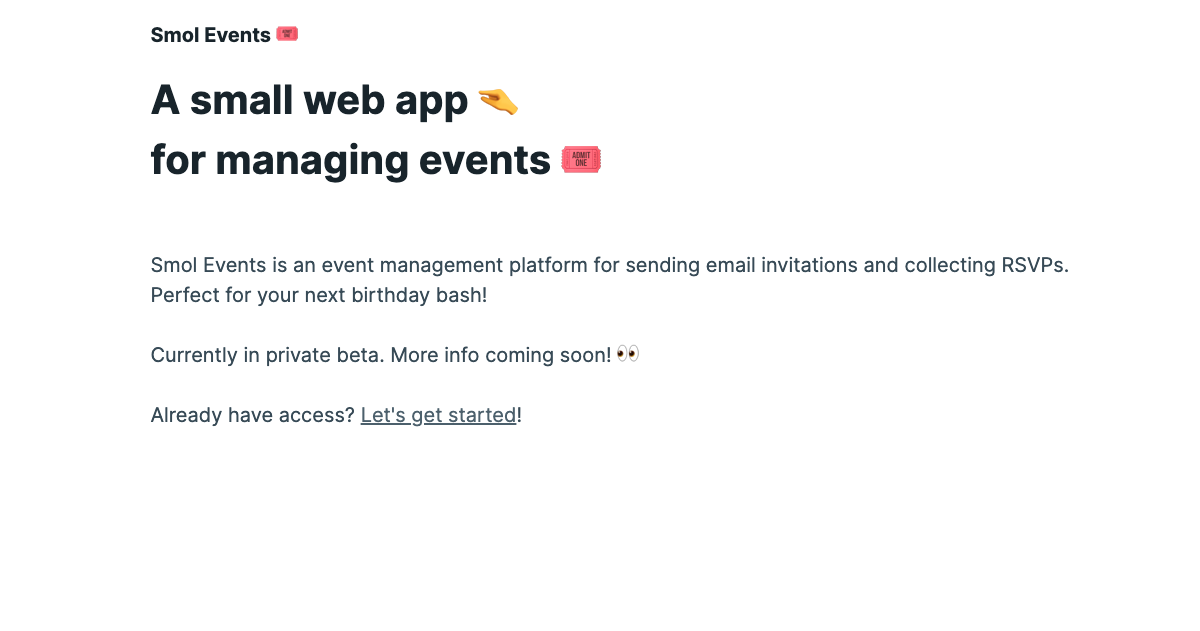 Smol Events 🎟️
A small web app 🫴
for managing events 🎟️
Smol Events is an event management platform for sending email invitations and collecting RSVPs.
Perfect for your next birthday bash!
Currently in private beta. More info coming soon! 👀
Already have access? Let's get started!